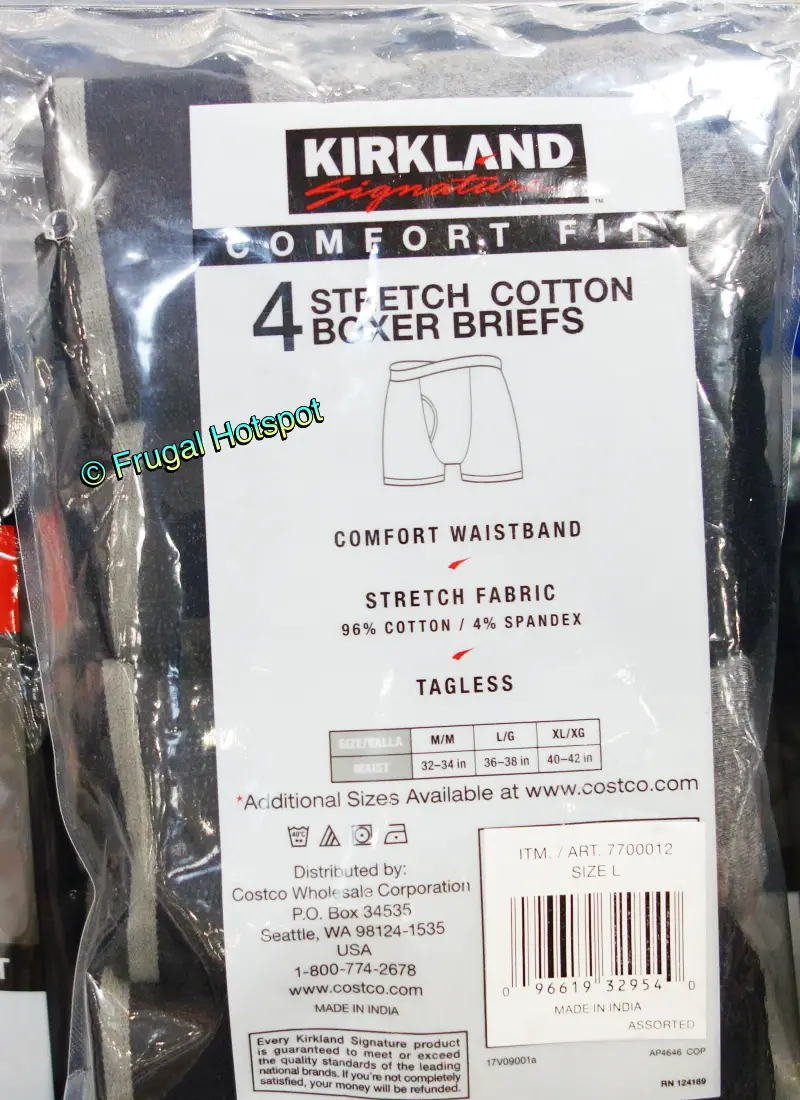 KIRKLAND
Signature
™
COMFORT FIT
4 STRETCH COTTON
BOXER BRIEFS
© Frugal Hotspot
COMFORT WAISTBAND
STRETCH FABRIC
96% COTTON / 4% SPANDEX
TAGLESS
SIZE/TALLA M/M L/G XL/XG
WAIST 32–34 in 36–38 in 40–42 in
*Additional Sizes Available at www.costco.com
40°C
Distributed by:
Costco Wholesale Corporation
P.O. Box 34535
Seattle, WA 98124-1535
USA
1-800-774-2678
www.costco.com
MADE IN INDIA
Every Kirkland Signature product
is guaranteed to meet or exceed
the quality standards of the leading
national brands. If you're not completely
satisfied, your money will be refunded.
ITM. / ART. 7700012
SIZE L
0 96619 32954 0
MADE IN INDIA
ASSORTED
17V09001a
AP4646 COP
RN 124189
T